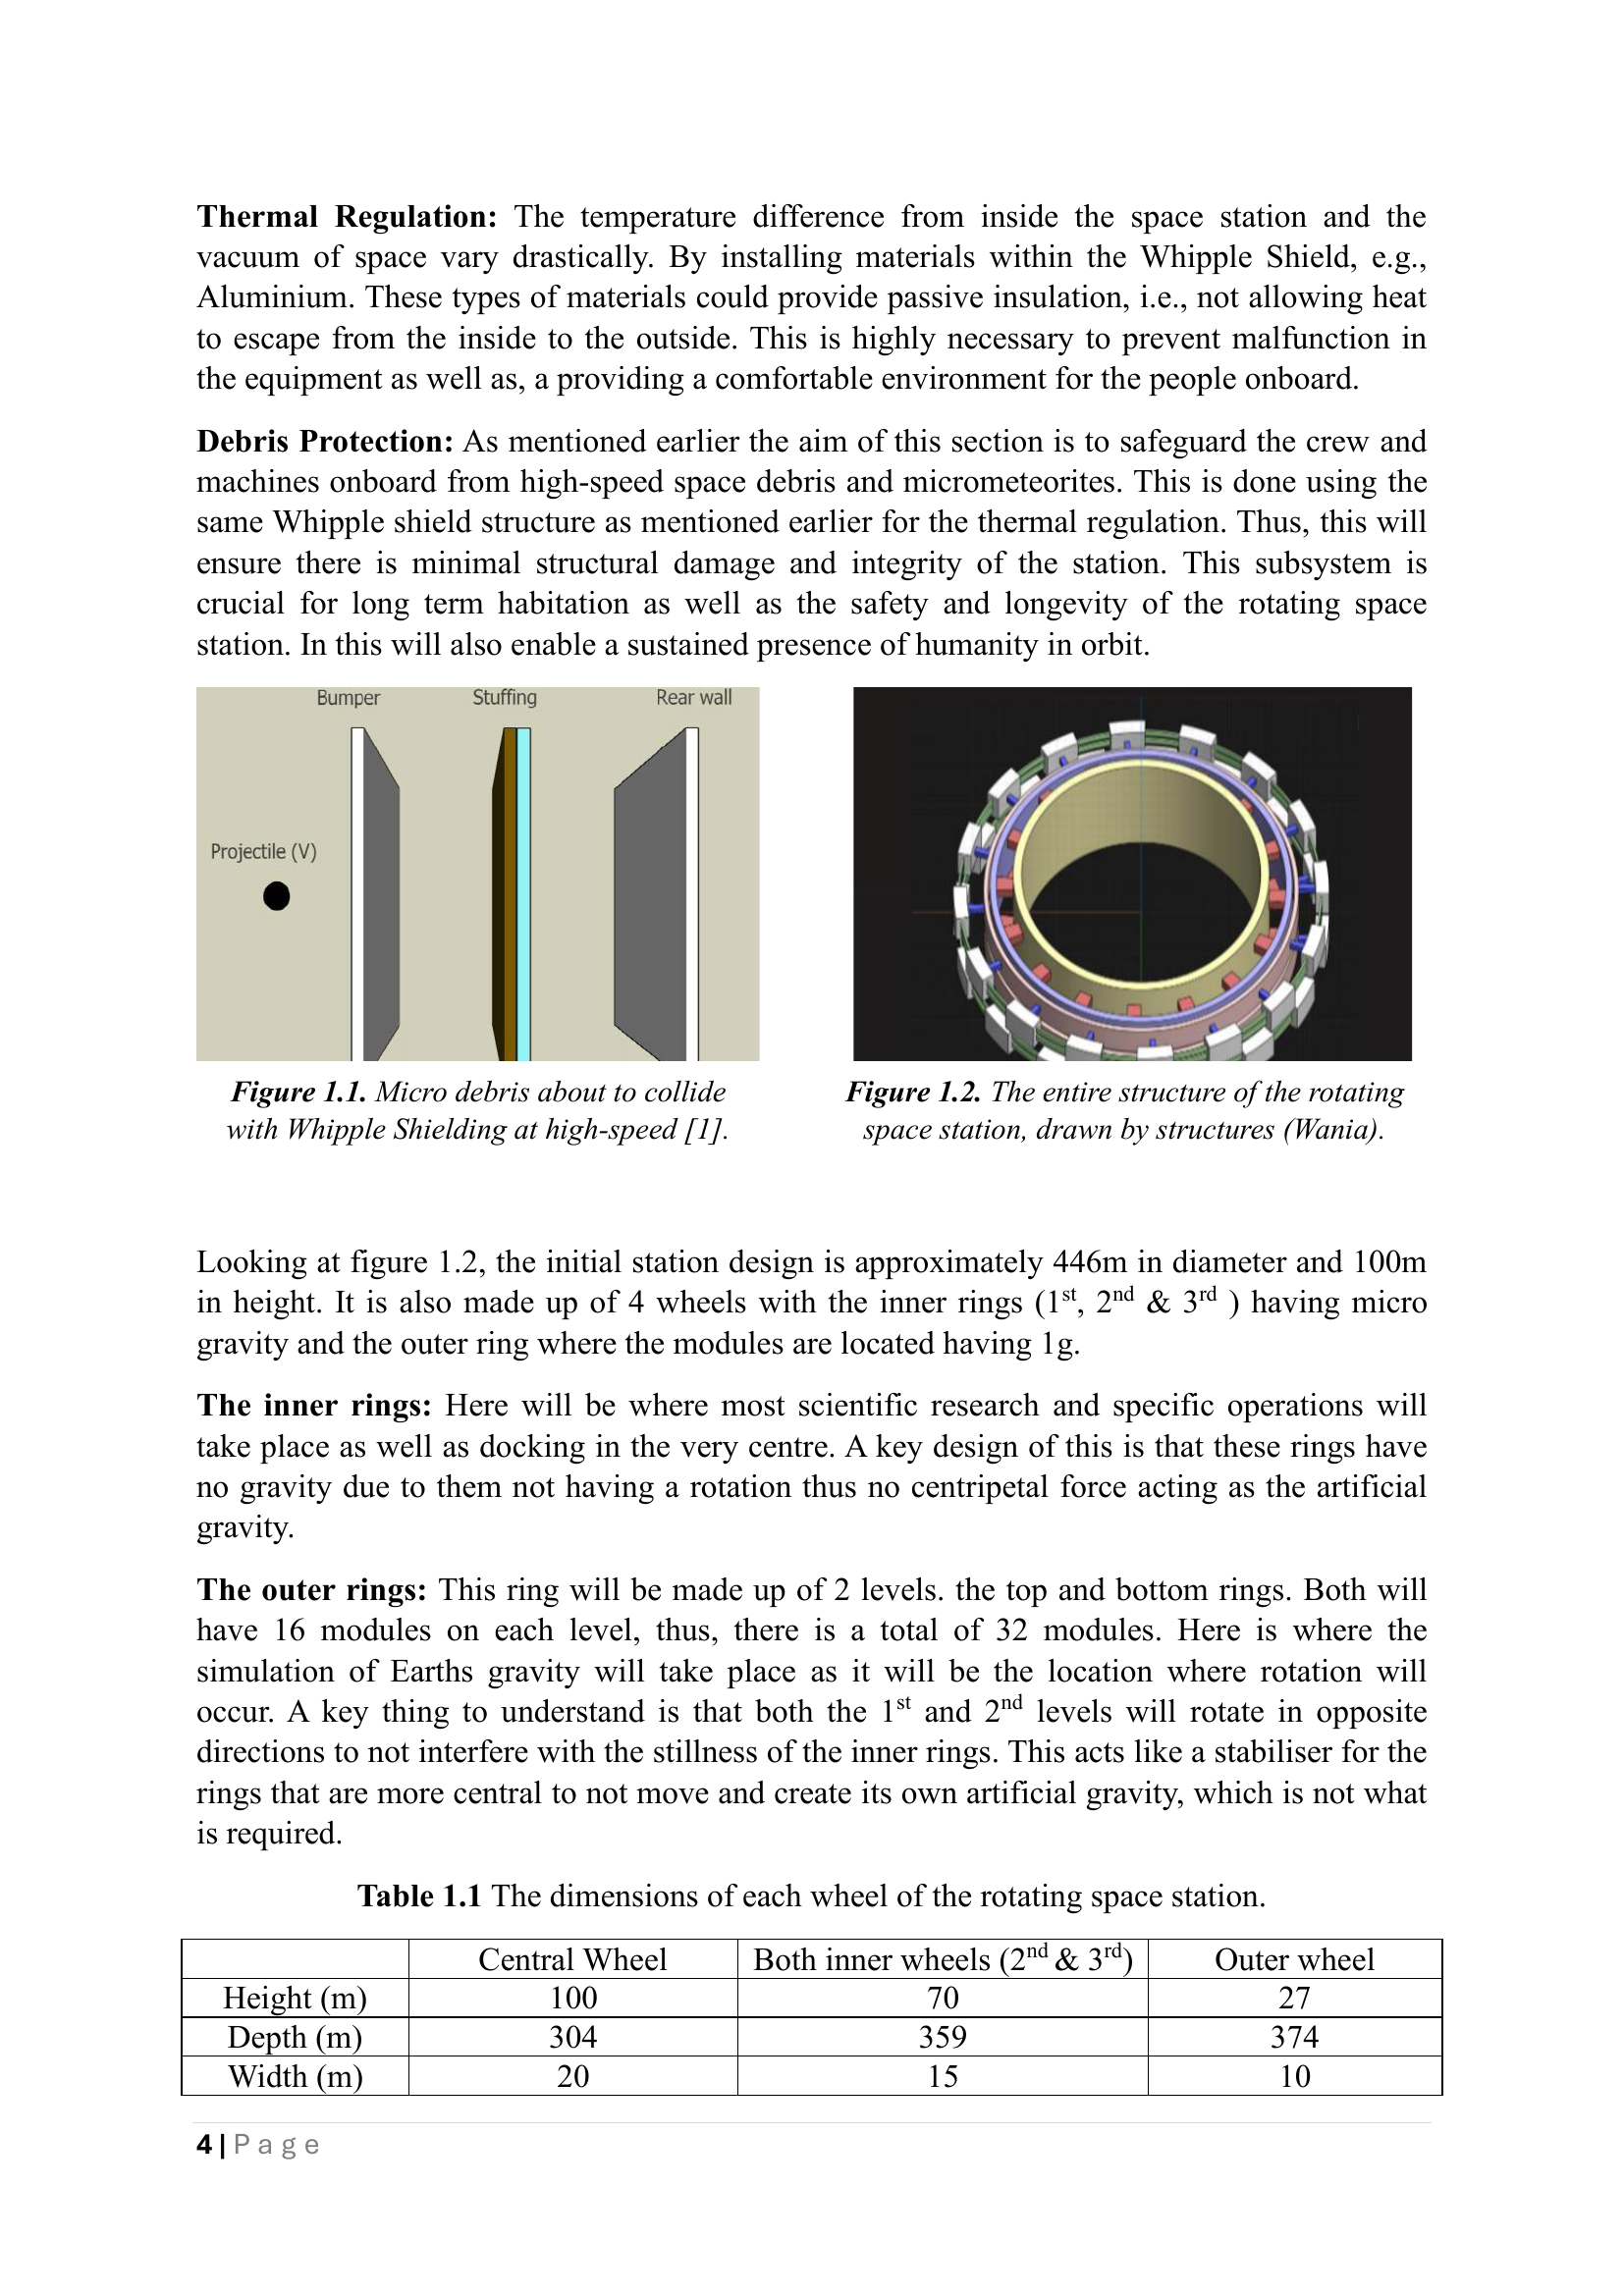 Thermal Regulation: The temperature difference from inside the space station and the
vacuum of space vary drastically. By installing materials within the Whipple Shield, e.g.,
Aluminium. These types of materials could provide passive insulation, i.e., not allowing heat
to escape from the inside to the outside. This is highly necessary to prevent malfunction in
the equipment as well as, a providing a comfortable environment for the people onboard.
Debris Protection: As mentioned earlier the aim of this section is to safeguard the crew and
machines onboard from high-speed space debris and micrometeorites. This is done using the
same Whipple shield structure as mentioned earlier for the thermal regulation. Thus, this will
ensure there is minimal structural damage and integrity of the station. This subsystem is
crucial for long term habitation as well as the safety and longevity of the rotating space
station. In this will also enable a sustained presence of humanity in orbit.
Bumper Stuffing Rear wall
Projectile (V)
Figure 1.1. Micro debris about to collide
with Whipple Shielding at high-speed [1].
Figure 1.2. The entire structure of the rotating
space station, drawn by structures (Wania).
Looking at figure 1.2, the initial station design is approximately 446m in diameter and 100m
in height. It is also made up of 4 wheels with the inner rings (1st, 2nd & 3rd ) having micro
gravity and the outer ring where the modules are located having 1g.
The inner rings: Here will be where most scientific research and specific operations will
take place as well as docking in the very centre. A key design of this is that these rings have
no gravity due to them not having a rotation thus no centripetal force acting as the artificial
gravity.
The outer rings: This ring will be made up of 2 levels. the top and bottom rings. Both will
have 16 modules on each level, thus, there is a total of 32 modules. Here is where the
simulation of Earths gravity will take place as it will be the location where rotation will
occur. A key thing to understand is that both the 1st and 2nd levels will rotate in opposite
directions to not interfere with the stillness of the inner rings. This acts like a stabiliser for the
rings that are more central to not move and create its own artificial gravity, which is not what
is required.
Table 1.1 The dimensions of each wheel of the rotating space station.
Central Wheel Both inner wheels (2nd & 3rd) Outer wheel
Height (m) 100 70 27
Depth (m) 304 359 374
Width (m) 20 15 10
4 | Page